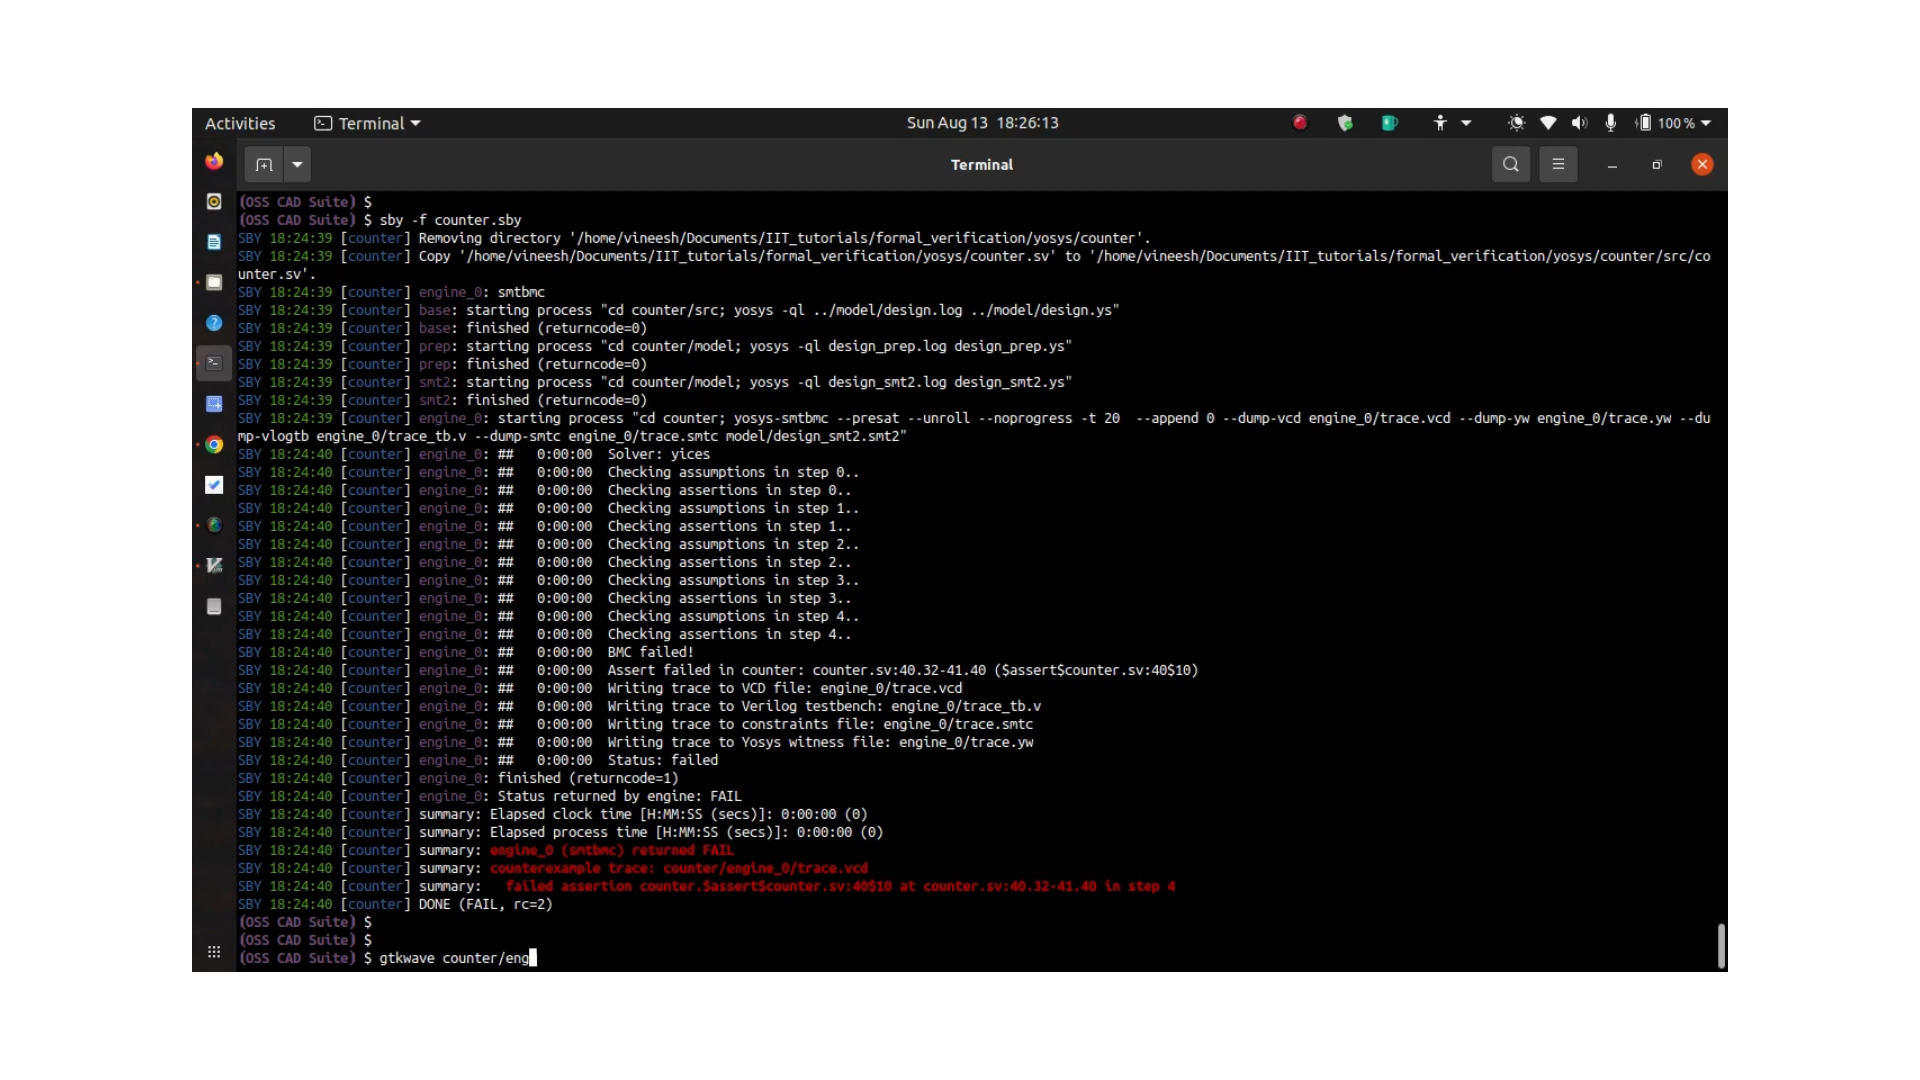 Activities Terminal Sun Aug 13 18:26:13 100 %
Terminal
(OSS CAD Suite) $
(OSS CAD Suite) $ sby -f counter.sby
SBY 18:24:39 [counter] Removing directory '/home/vineesh/Documents/IIT_tutorials/formal_verification/yosys/counter'.
SBY 18:24:39 [counter] Copy '/home/vineesh/Documents/IIT_tutorials/formal_verification/yosys/counter.sv' to '/home/vineesh/Documents/IIT_tutorials/formal_verification/yosys/counter/src/co
unter.sv'.
SBY 18:24:39 [counter] engine_0: smtbmc
SBY 18:24:39 [counter] base: starting process "cd counter/src; yosys -ql ../model/design.log ../model/design.ys"
SBY 18:24:39 [counter] base: finished (returncode=0)
SBY 18:24:39 [counter] prep: starting process "cd counter/model; yosys -ql design_prep.log design_prep.ys"
SBY 18:24:39 [counter] prep: finished (returncode=0)
SBY 18:24:39 [counter] smt2: starting process "cd counter/model; yosys -ql design_smt2.log design_smt2.ys"
SBY 18:24:39 [counter] smt2: finished (returncode=0)
SBY 18:24:39 [counter] engine_0: starting process "cd counter; yosys-smtbmc --presat --unroll --noprogress -t 20  --append 0 --dump-vcd engine_0/trace.vcd --dump-yw engine_0/trace.yw --du
mp-vlogtb engine_0/trace_tb.v --dump-smtc engine_0/trace.smtc model/design_smt2.smt2"
SBY 18:24:40 [counter] engine_0: ##   0:00:00  Solver: yices
SBY 18:24:40 [counter] engine_0: ##   0:00:00  Checking assumptions in step 0..
SBY 18:24:40 [counter] engine_0: ##   0:00:00  Checking assertions in step 0..
SBY 18:24:40 [counter] engine_0: ##   0:00:00  Checking assumptions in step 1..
SBY 18:24:40 [counter] engine_0: ##   0:00:00  Checking assertions in step 1..
SBY 18:24:40 [counter] engine_0: ##   0:00:00  Checking assumptions in step 2..
SBY 18:24:40 [counter] engine_0: ##   0:00:00  Checking assertions in step 2..
SBY 18:24:40 [counter] engine_0: ##   0:00:00  Checking assumptions in step 3..
SBY 18:24:40 [counter] engine_0: ##   0:00:00  Checking assertions in step 3..
SBY 18:24:40 [counter] engine_0: ##   0:00:00  Checking assumptions in step 4..
SBY 18:24:40 [counter] engine_0: ##   0:00:00  Checking assertions in step 4..
SBY 18:24:40 [counter] engine_0: ##   0:00:00  BMC failed!
SBY 18:24:40 [counter] engine_0: ##   0:00:00  Assert failed in counter: counter.sv:40.32-41.40 ($assert$counter.sv:40$10)
SBY 18:24:40 [counter] engine_0: ##   0:00:00  Writing trace to VCD file: engine_0/trace.vcd
SBY 18:24:40 [counter] engine_0: ##   0:00:00  Writing trace to Verilog testbench: engine_0/trace_tb.v
SBY 18:24:40 [counter] engine_0: ##   0:00:00  Writing trace to constraints file: engine_0/trace.smtc
SBY 18:24:40 [counter] engine_0: ##   0:00:00  Writing trace to Yosys witness file: engine_0/trace.yw
SBY 18:24:40 [counter] engine_0: ##   0:00:00  Status: failed
SBY 18:24:40 [counter] engine_0: finished (returncode=1)
SBY 18:24:40 [counter] engine_0: Status returned by engine: FAIL
SBY 18:24:40 [counter] summary: Elapsed clock time [H:MM:SS (secs)]: 0:00:00 (0)
SBY 18:24:40 [counter] summary: Elapsed process time [H:MM:SS (secs)]: 0:00:00 (0)
SBY 18:24:40 [counter] summary: engine_0 (smtbmc) returned FAIL
SBY 18:24:40 [counter] summary: counterexample trace: counter/engine_0/trace.vcd
SBY 18:24:40 [counter] summary:   failed assertion counter.$assert$counter.sv:40$10 at counter.sv:40.32-41.40 in step 4
SBY 18:24:40 [counter] DONE (FAIL, rc=2)
(OSS CAD Suite) $
(OSS CAD Suite) $
(OSS CAD Suite) $ gtkwave counter/eng